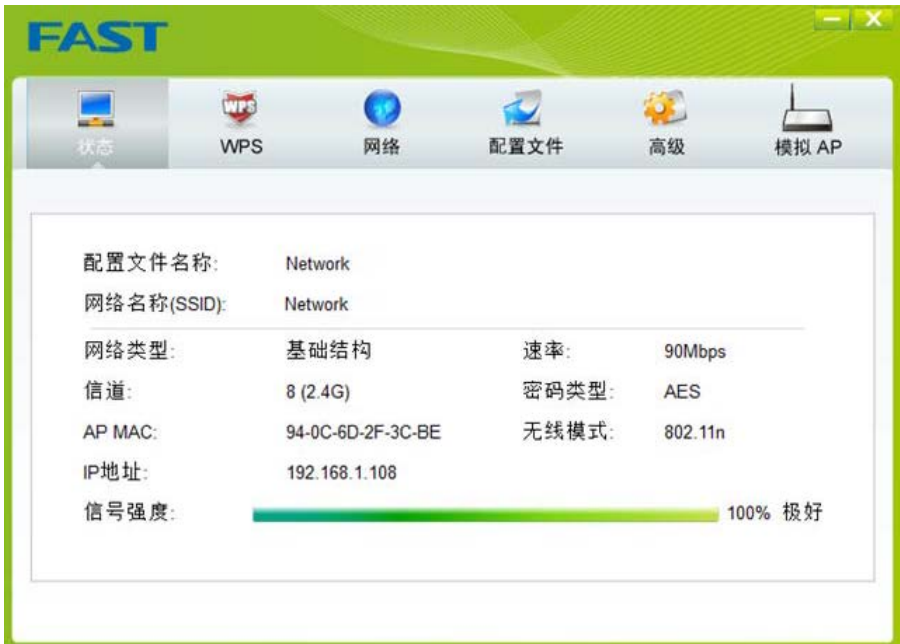 FAST
WPS
状态 WPS 网络 配置文件 高级 模拟 AP
配置文件名称: Network
网络名称(SSID): Network
网络类型: 基础结构 速率: 90Mbps
信道: 8 (2.4G) 密码类型: AES
AP MAC: 94-0C-6D-2F-3C-BE 无线模式: 802.11n
IP地址: 192.168.1.108
信号强度: 100% 极好